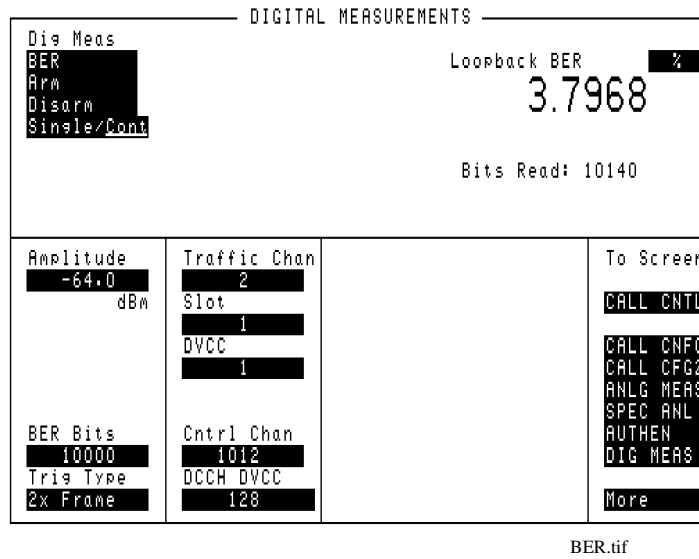 DIGITAL MEASUREMENTS
Dig Meas
BER
Arm
Disarm
Single/Cont
Loopback BER %
3.7968
Bits Read: 10140
Amplitude
-64.0
dBm
BER Bits
10000
Trig Type
2x Frame
Traffic Chan
2
Slot
1
DVCC
1
Cntrl Chan
1012
DCCH DVCC
128
To Screen
CALL CNTL
CALL CNFG
CALL CFG2
ANLG MEAS
SPEC ANL
AUTHEN
DIG MEAS
More
BER.tif